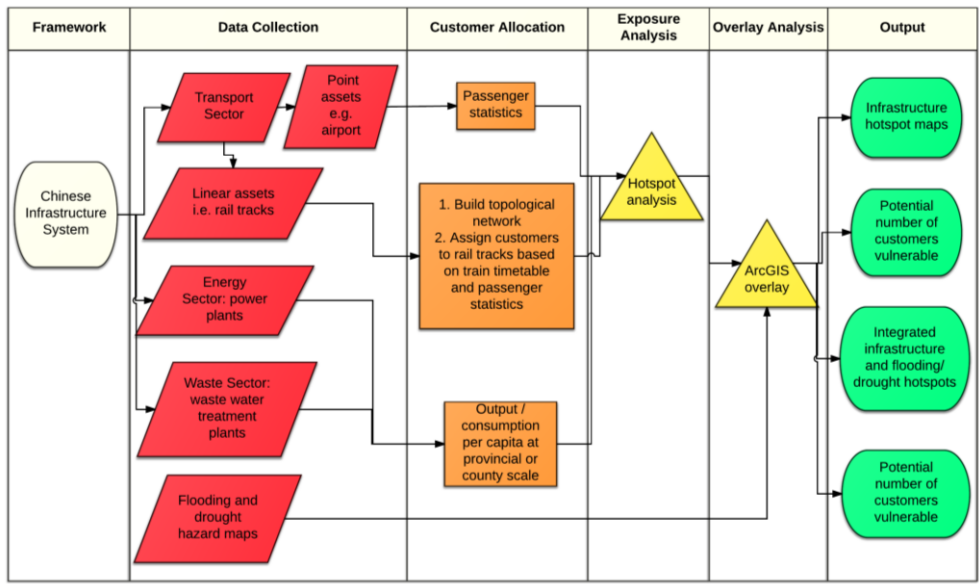 Framework
Data Collection
Customer Allocation
Exposure
Analysis
Overlay Analysis
Output
Chinese
Infrastructure
System
Transport
Sector
Point
assets
e.g.
airport
Linear assets
i.e. rail tracks
Energy
Sector: power
plants
Waste Sector:
waste water
treatment
plants
Flooding and
drought
hazard maps
Passenger
statistics
1. Build topological
network
2. Assign customers
to rail tracks based
on train timetable
and passenger
statistics
Output /
consumption
per capita at
provincial or
county scale
Hotspot
analysis
ArcGIS
overlay
Infrastructure
hotspot maps
Potential
number of
customers
vulnerable
Integrated
infrastructure
and flooding/
drought hotspots
Potential
number of
customers
vulnerable